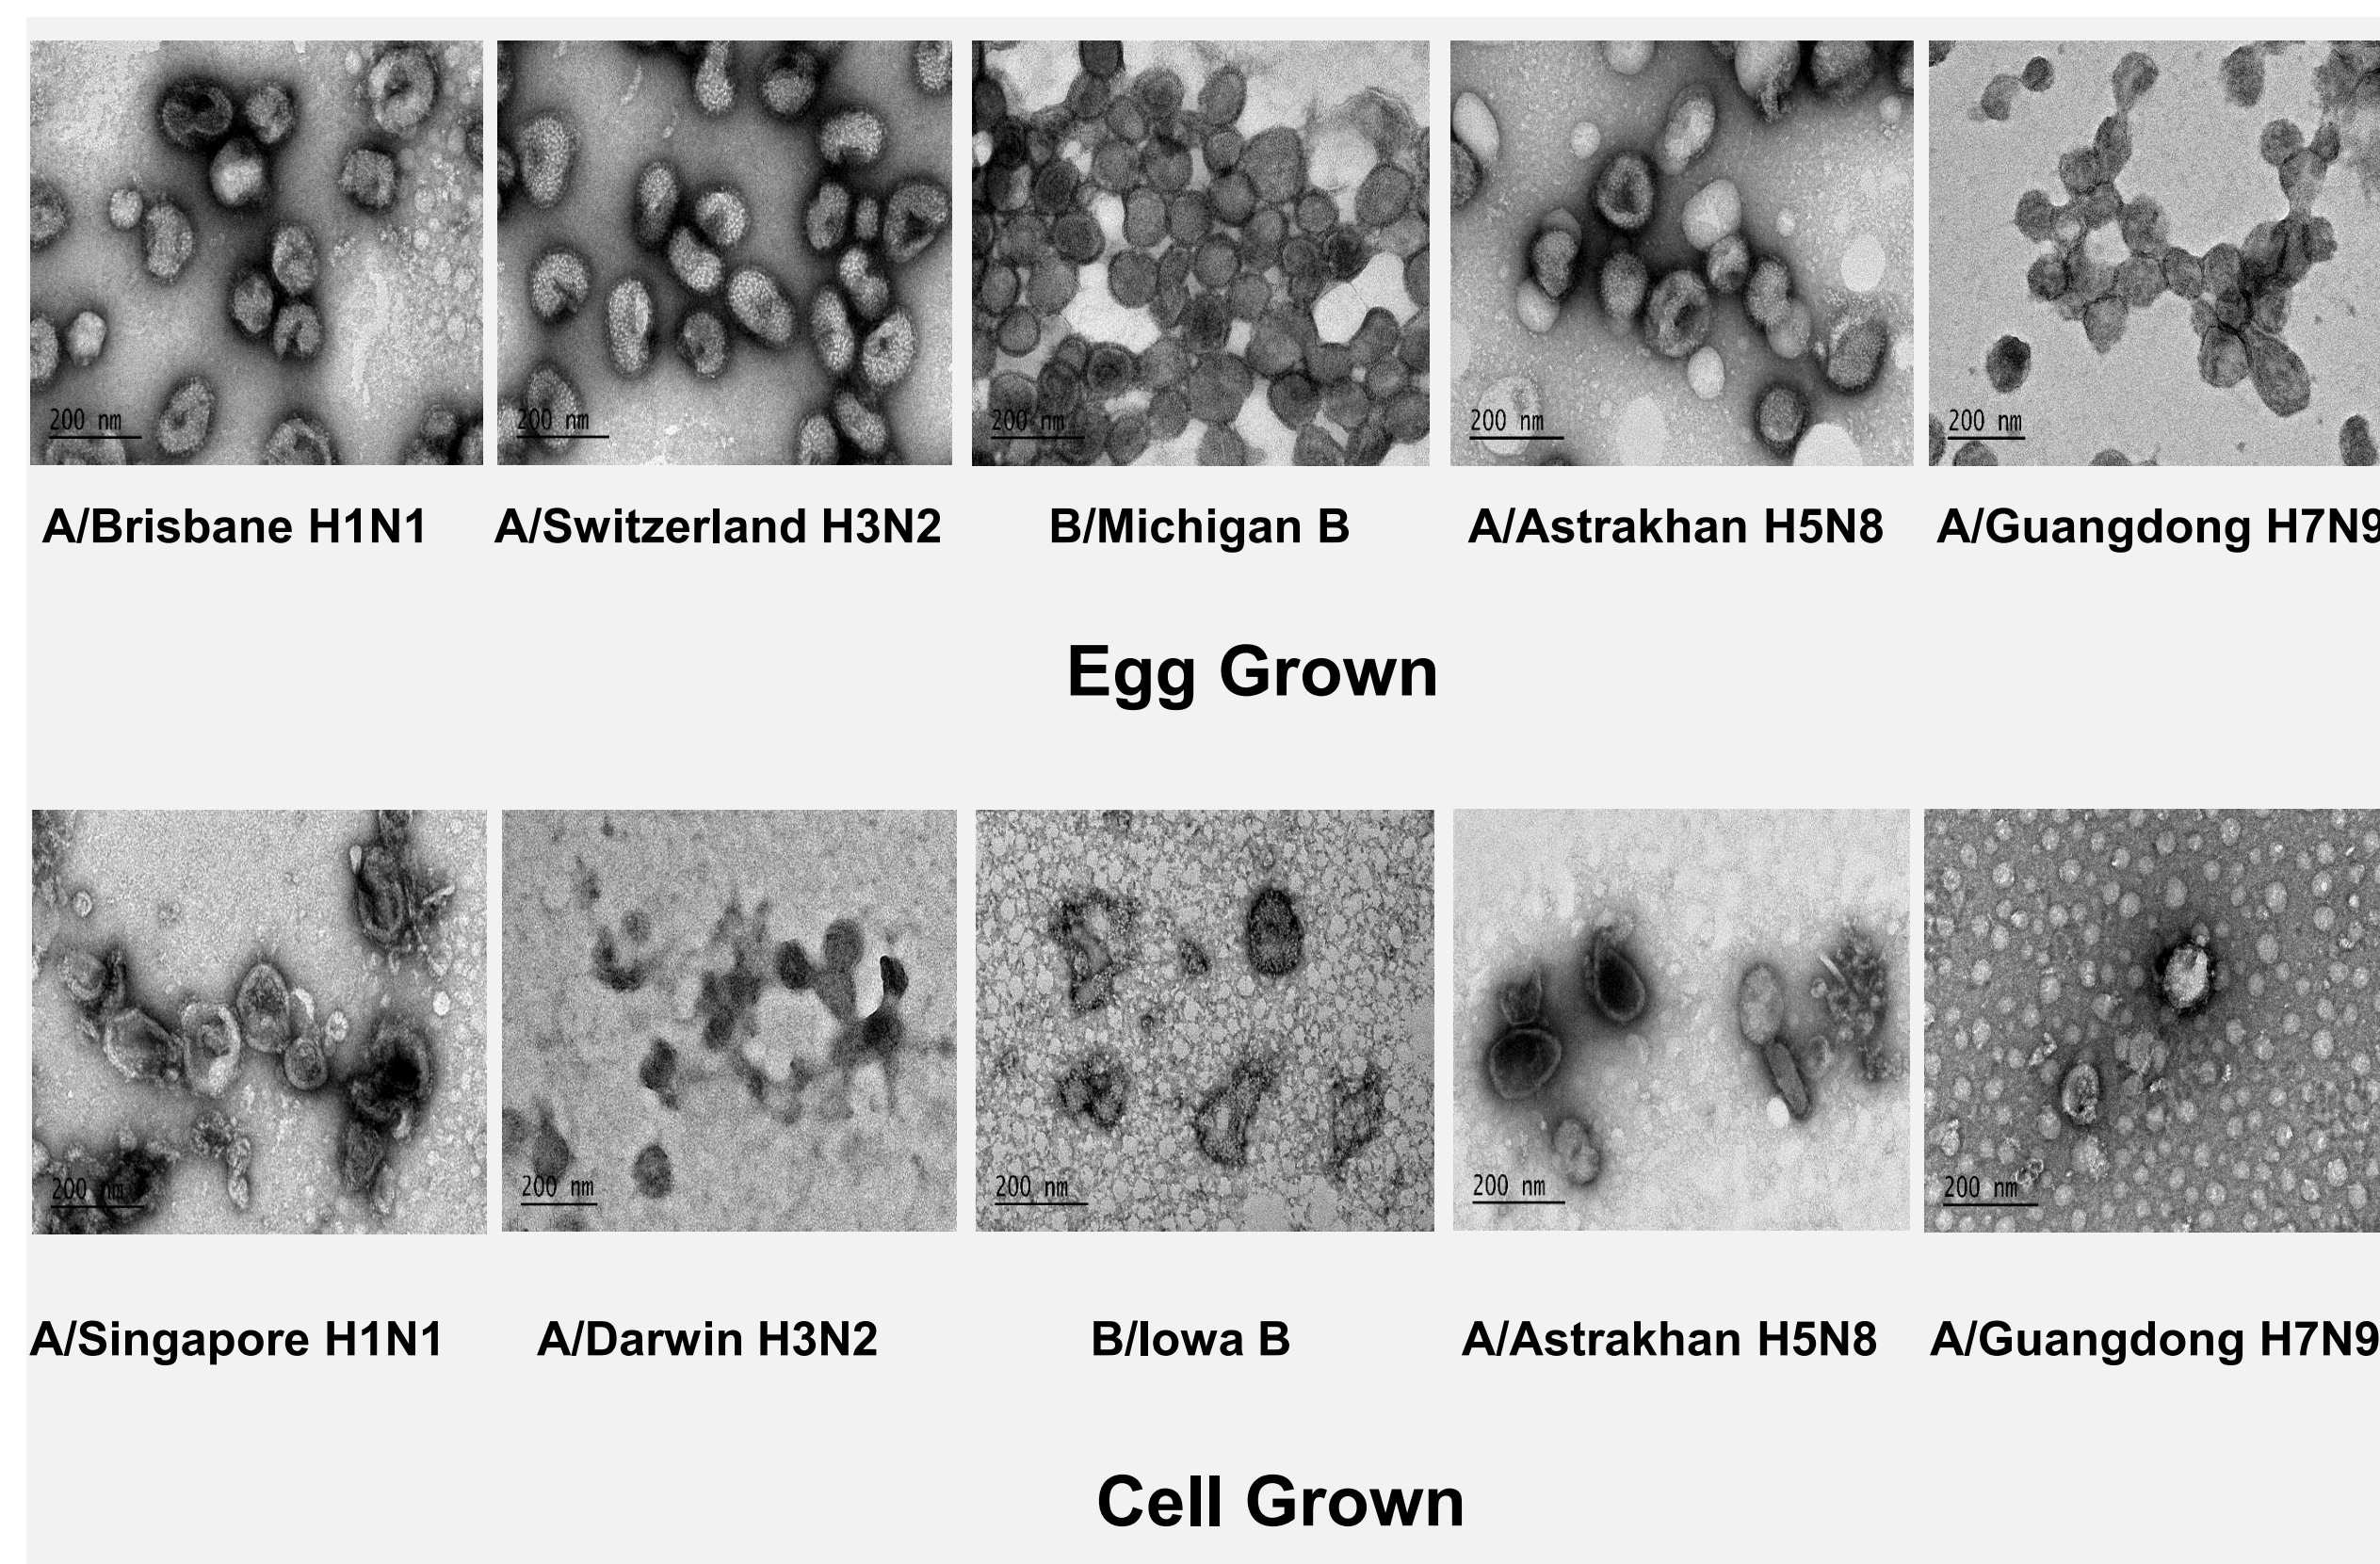 200 nm
200 nm
200 nm
200 nm
200 nm
A/Brisbane H1N1
A/Switzerland H3N2
B/Michigan B
A/Astrakhan H5N8
A/Guangdong H7N9
Egg Grown
200 nm
200 nm
200 nm
200 nm
200 nm
A/Singapore H1N1
A/Darwin H3N2
B/Iowa B
A/Astrakhan H5N8
A/Guangdong H7N9
Cell Grown